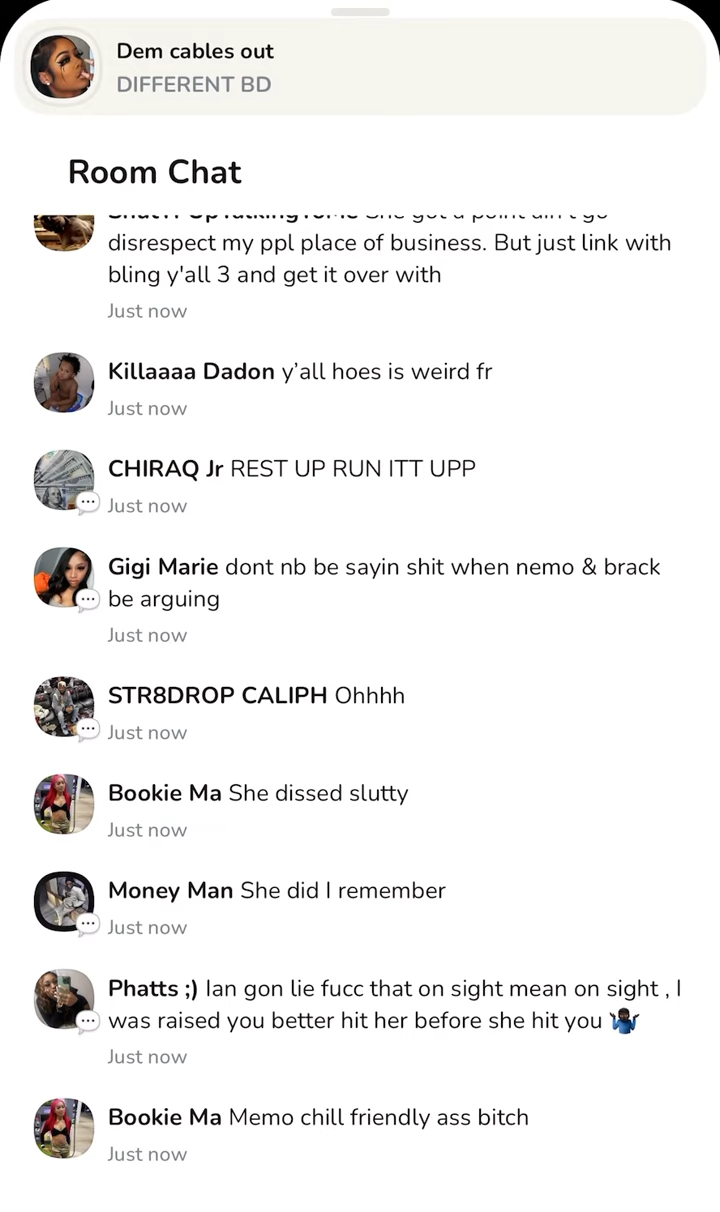 Dem cables out
DIFFERENT BD
Room Chat
She got a point ain't go
disrespect my ppl place of business. But just link with
bling y'all 3 and get it over with
Just now
Killaaaa Dadon y'all hoes is weird fr
Just now
CHIRAQ Jr REST UP RUN ITT UPP
Just now
Gigi Marie dont nb be sayin shit when nemo & brack
be arguing
Just now
STR8DROP CALIPH Ohhhh
Just now
Bookie Ma She dissed slutty
Just now
Money Man She did I remember
Just now
Phatts ;) Ian gon lie fucc that on sight mean on sight , I
was raised you better hit her before she hit you 🤷🏿‍♂️
Just now
Bookie Ma Memo chill friendly ass bitch
Just now